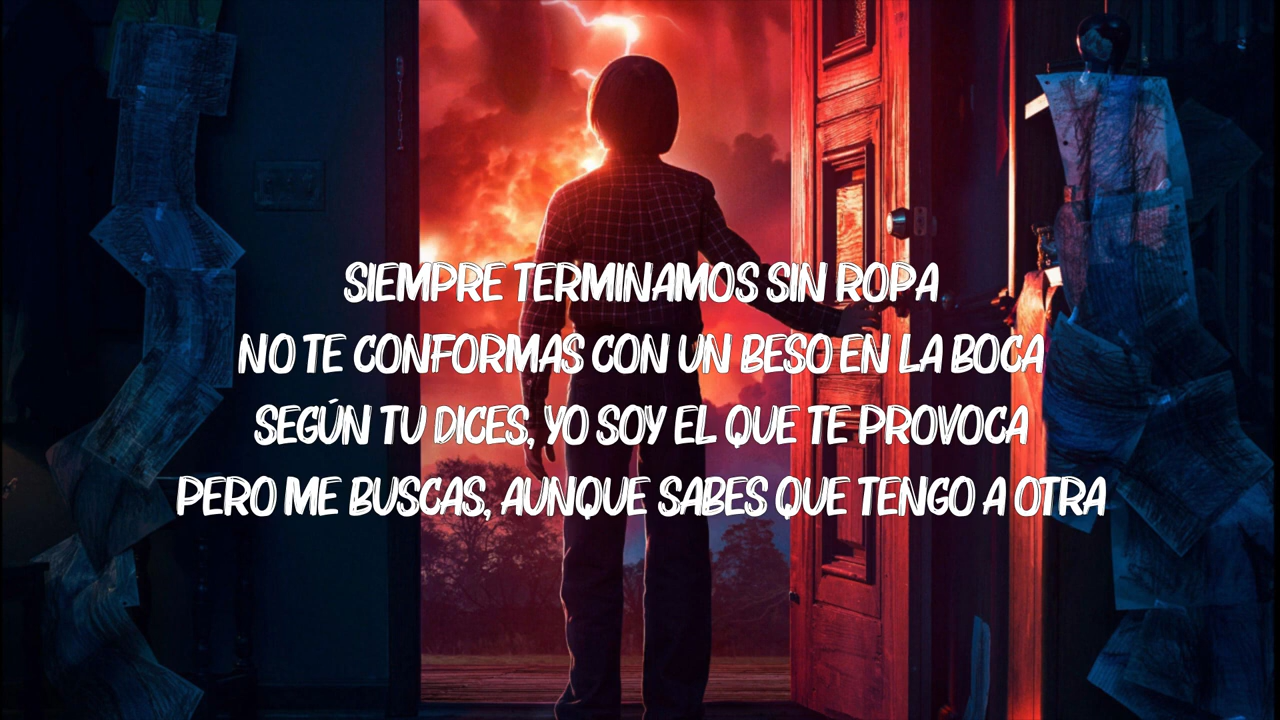 SIEMPRE TERMINAMOS SIN ROPA
NO TE CONFORMAS CON UN BESO EN LA BOCA
SEGÚN TU DICES, YO SOY EL QUE TE PROVOCA
PERO ME BUSCAS, AUNQUE SABES QUE TENGO A OTRA